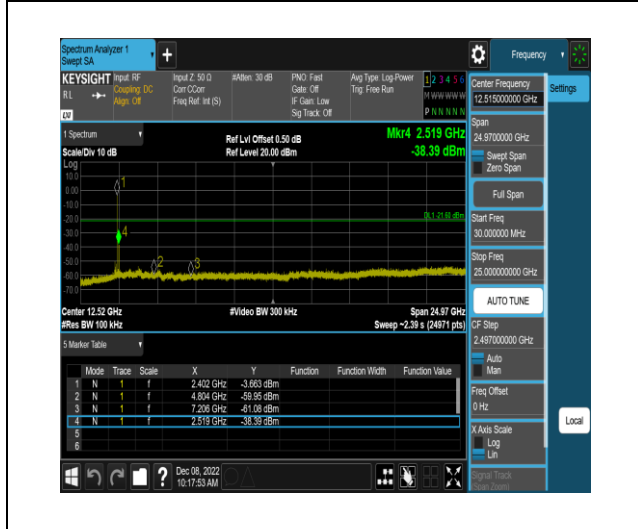 Spectrum Analyzer 1
Swept SA
Frequency
KEYSIGHT
RL
Input: RF
Coupling: DC
Align: Off
Input Z: 50 Ω
Corr CCorr
Freq Ref: Int (S)
#Atten: 30 dB
PNO: Fast
Gate: Off
IF Gain: Low
Sig Track: Off
Avg Type: Log-Power
Trig: Free Run
1 2 3 4 5 6
M W W W W W
P N N N N N
1 Spectrum
Scale/Div 10 dB
Log
Ref Lvl Offset 0.50 dB
Ref Level 20.00 dBm
Mkr4 2.519 GHz
-38.39 dBm
10.0
0.00
-10.0
-20.0
-30.0
-40.0
-50.0
-60.0
-70.0
1
4
2
3
DL1 -21.60 dBm
Center 12.52 GHz
#Res BW 100 kHz
#Video BW 300 kHz
Span 24.97 GHz
Sweep ~2.39 s (24971 pts)
5 Marker Table
Mode Trace Scale X Y Function Function Width Function Value
1 N 1 f 2.402 GHz -3.663 dBm
2 N 1 f 4.804 GHz -59.95 dBm
3 N 1 f 7.206 GHz -61.08 dBm
4 N 1 f 2.519 GHz -38.39 dBm
5
6
Dec 08, 2022
10:17:53 AM
Center Frequency
12.515000000 GHz
Span
24.9700000 GHz
Swept Span
Zero Span
Full Span
Start Freq
30.000000 MHz
Stop Freq
25.000000000 GHz
AUTO TUNE
CF Step
2.497000000 GHz
Auto
Man
Freq Offset
0 Hz
X Axis Scale
Log
Lin
Signal Track
(Span Zoom)
Settings
Local